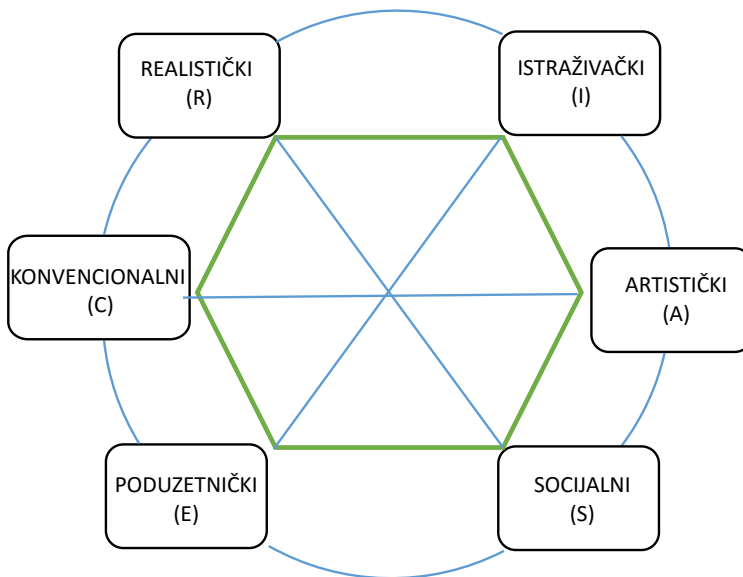 REALISTIČKI
(R)
ISTRAŽIVAČKI
(I)
KONVENCIONALNI
(C)
ARTISTIČKI
(A)
PODUZETNIČKI
(E)
SOCIJALNI
(S)